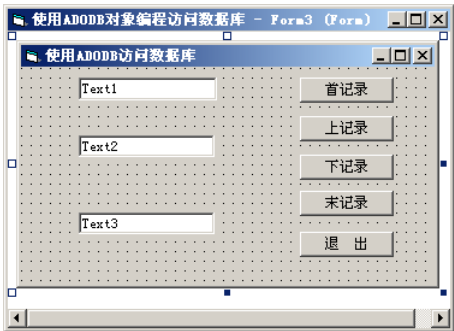 使用ADODB对象编程访问数据库 - Form3 (Form)
使用ADODB访问数据库
Text1
首记录
上记录
Text2
下记录
末记录
Text3
退 出